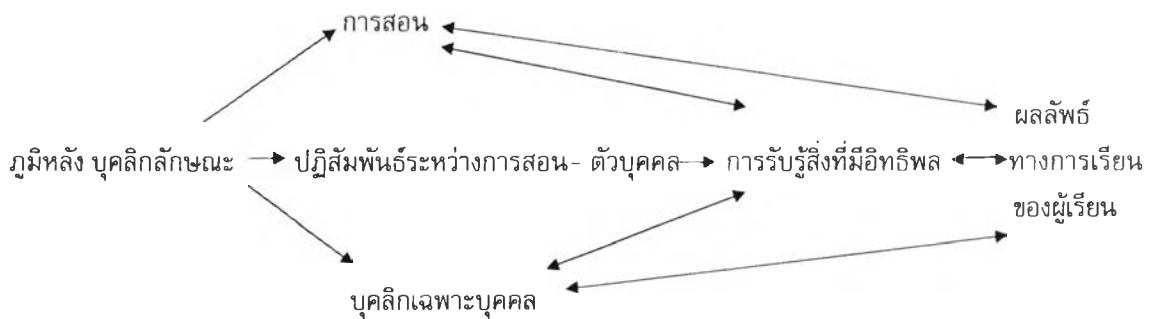 การสอน
ผลลัพธ์
ภูมิหลัง บุคลิกลักษณะ ปฏิสัมพันธ์ระหว่างการสอน - ตัวบุคคล การรับรู้สิ่งที่มีอิทธิพล ทางการเรียน
ของผู้เรียน
บุคลิกเฉพาะบุคคล